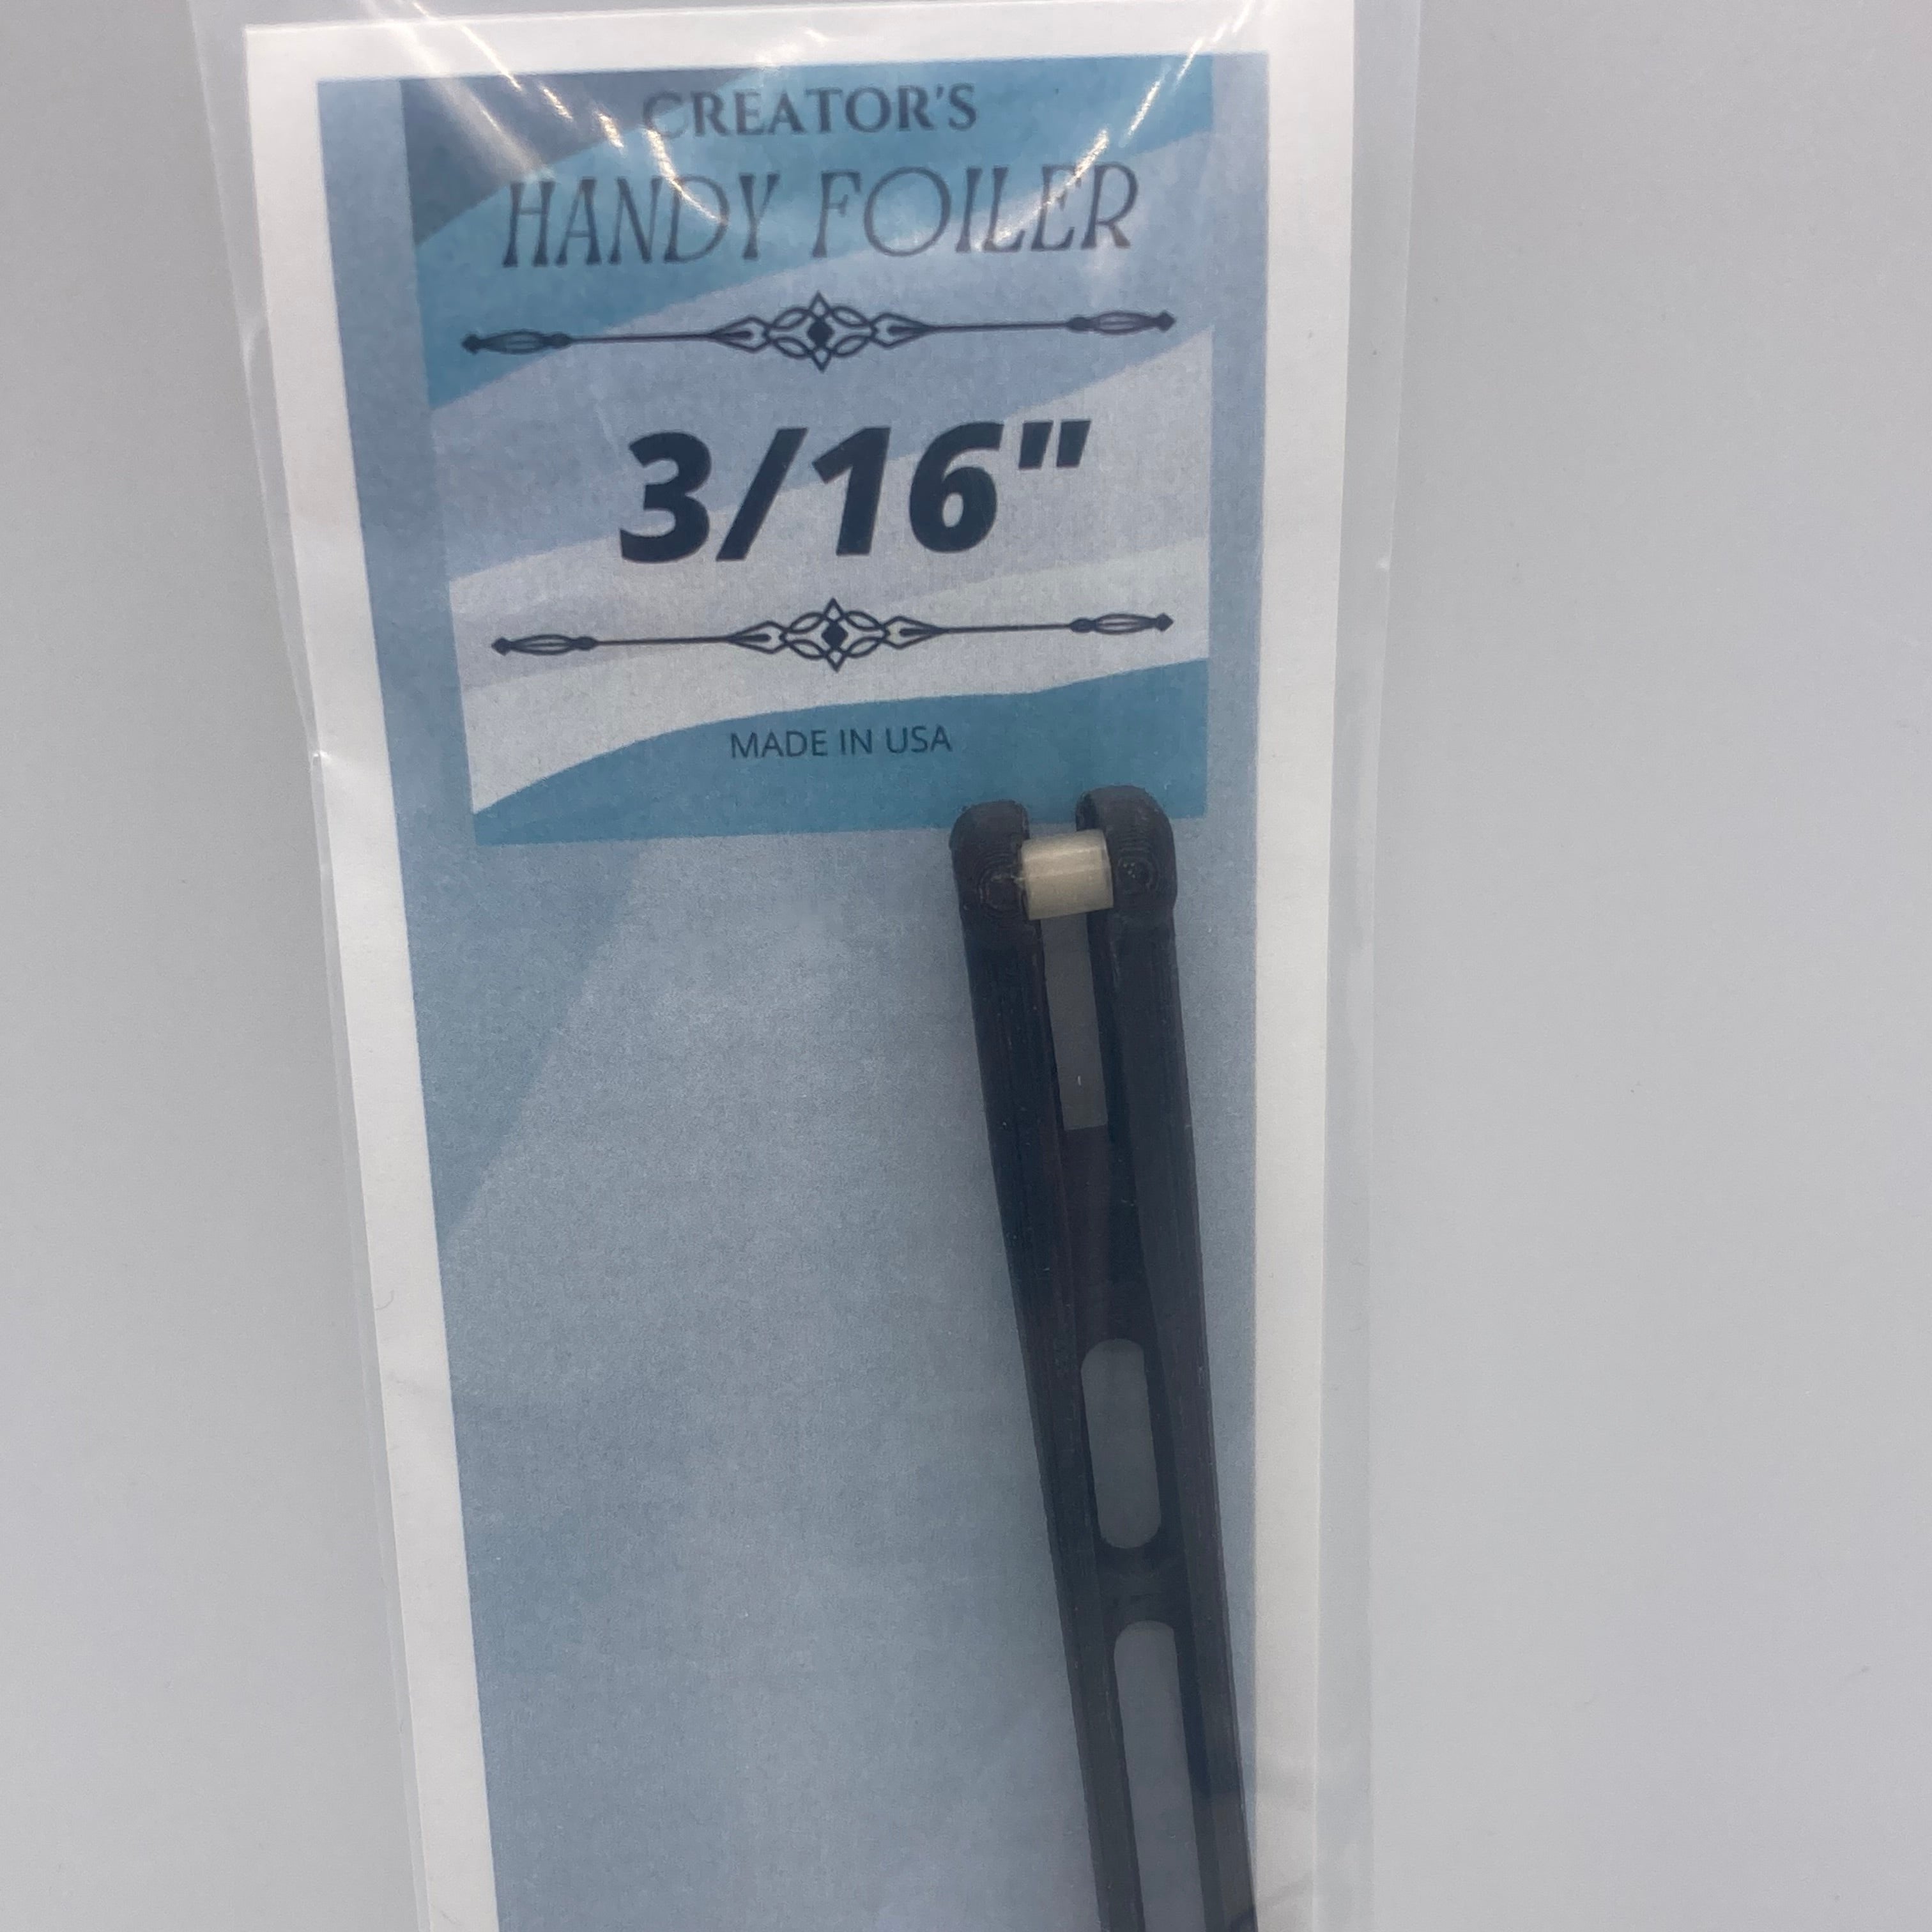 CREATOR'S
HANDY FOILER
3/16"
MADE IN USA